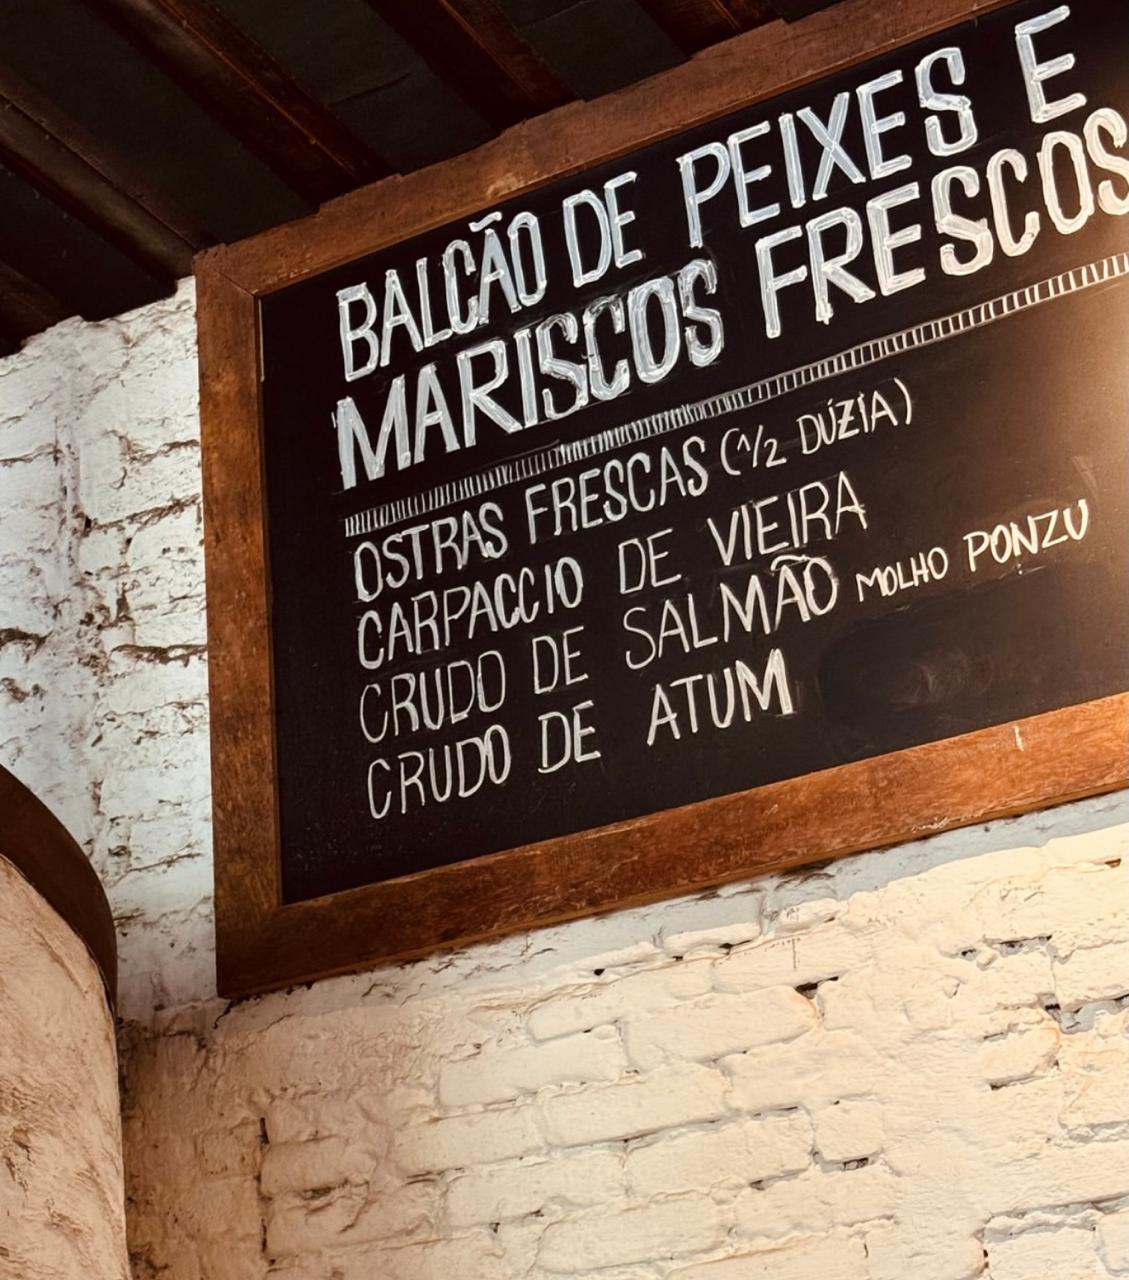 BALCÃO DE PEIXES E
MARISCOS FRESCOS
OSTRAS FRESCAS (1/2 DÚZIA)
CARPACCIO DE VIEIRA
CRUDO DE SALMÃO MOLHO PONZU
CRUDO DE ATUM